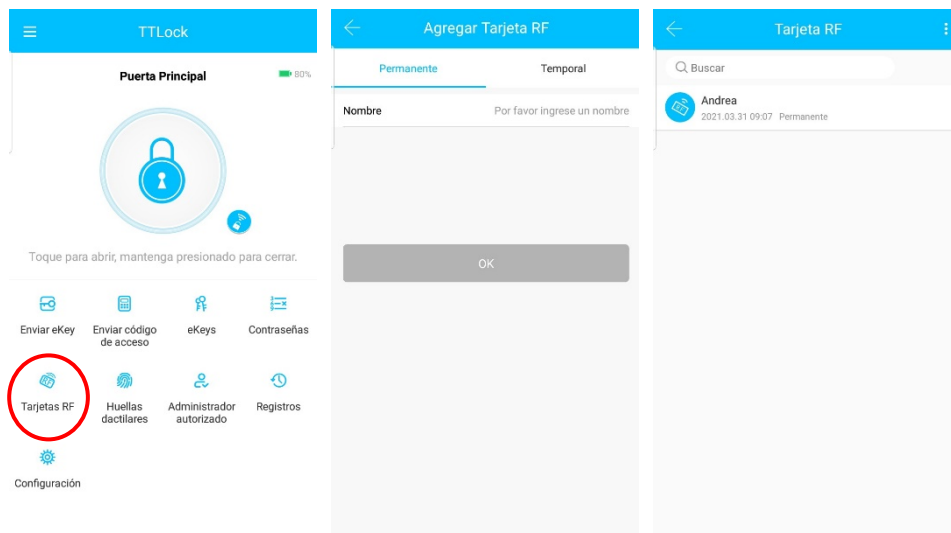 TTLock
Puerta Principal
80%
Toque para abrir, mantenga presionado para cerrar.
Enviar eKey
Enviar código de acceso
eKeys
Contraseñas
RF
Tarjetas RF
Huellas dactilares
Administrador autorizado
Registros
Configuración
Agregar Tarjeta RF
Permanente
Temporal
Nombre
Por favor ingrese un nombre
OK
Tarjeta RF
Buscar
RF
Andrea
2021.03.31 09:07 Permanente